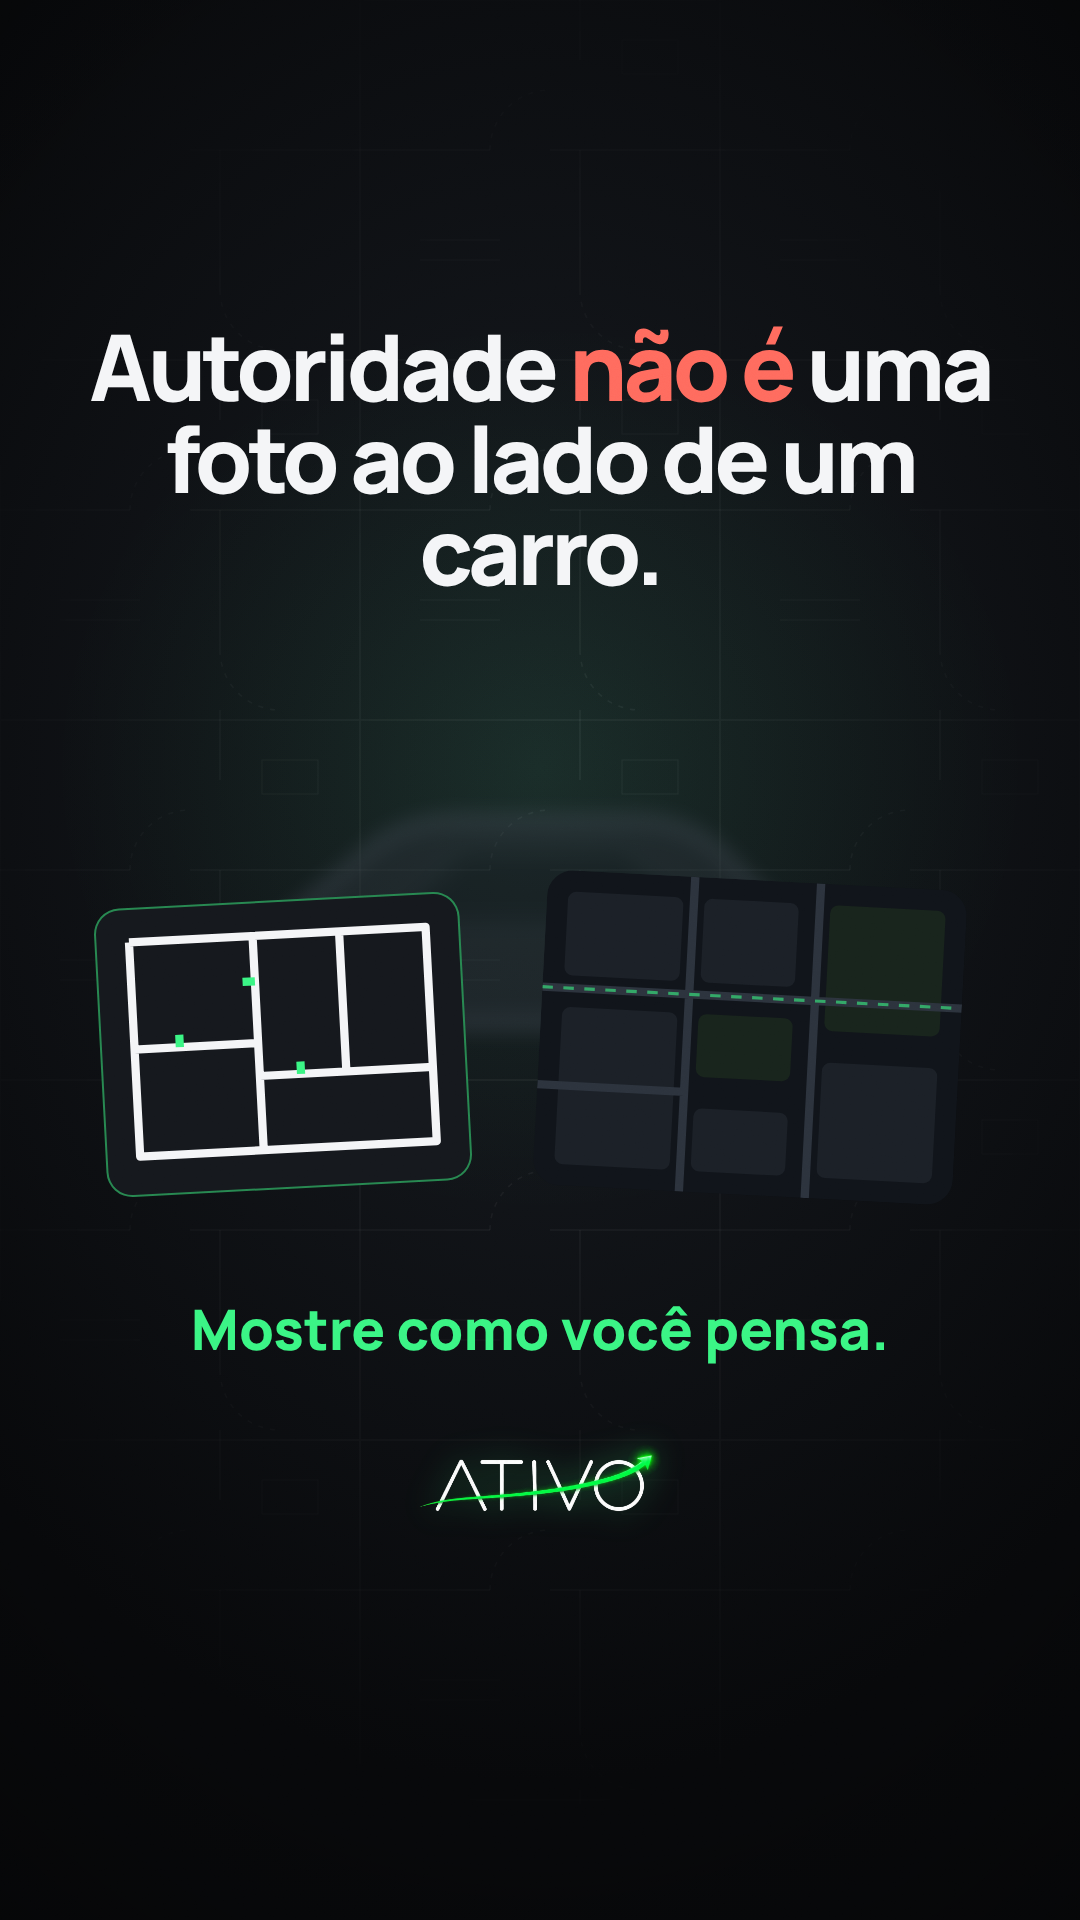 Autoridade não é uma
foto ao lado de um
carro.
Mostre como você pensa.
ATIVO